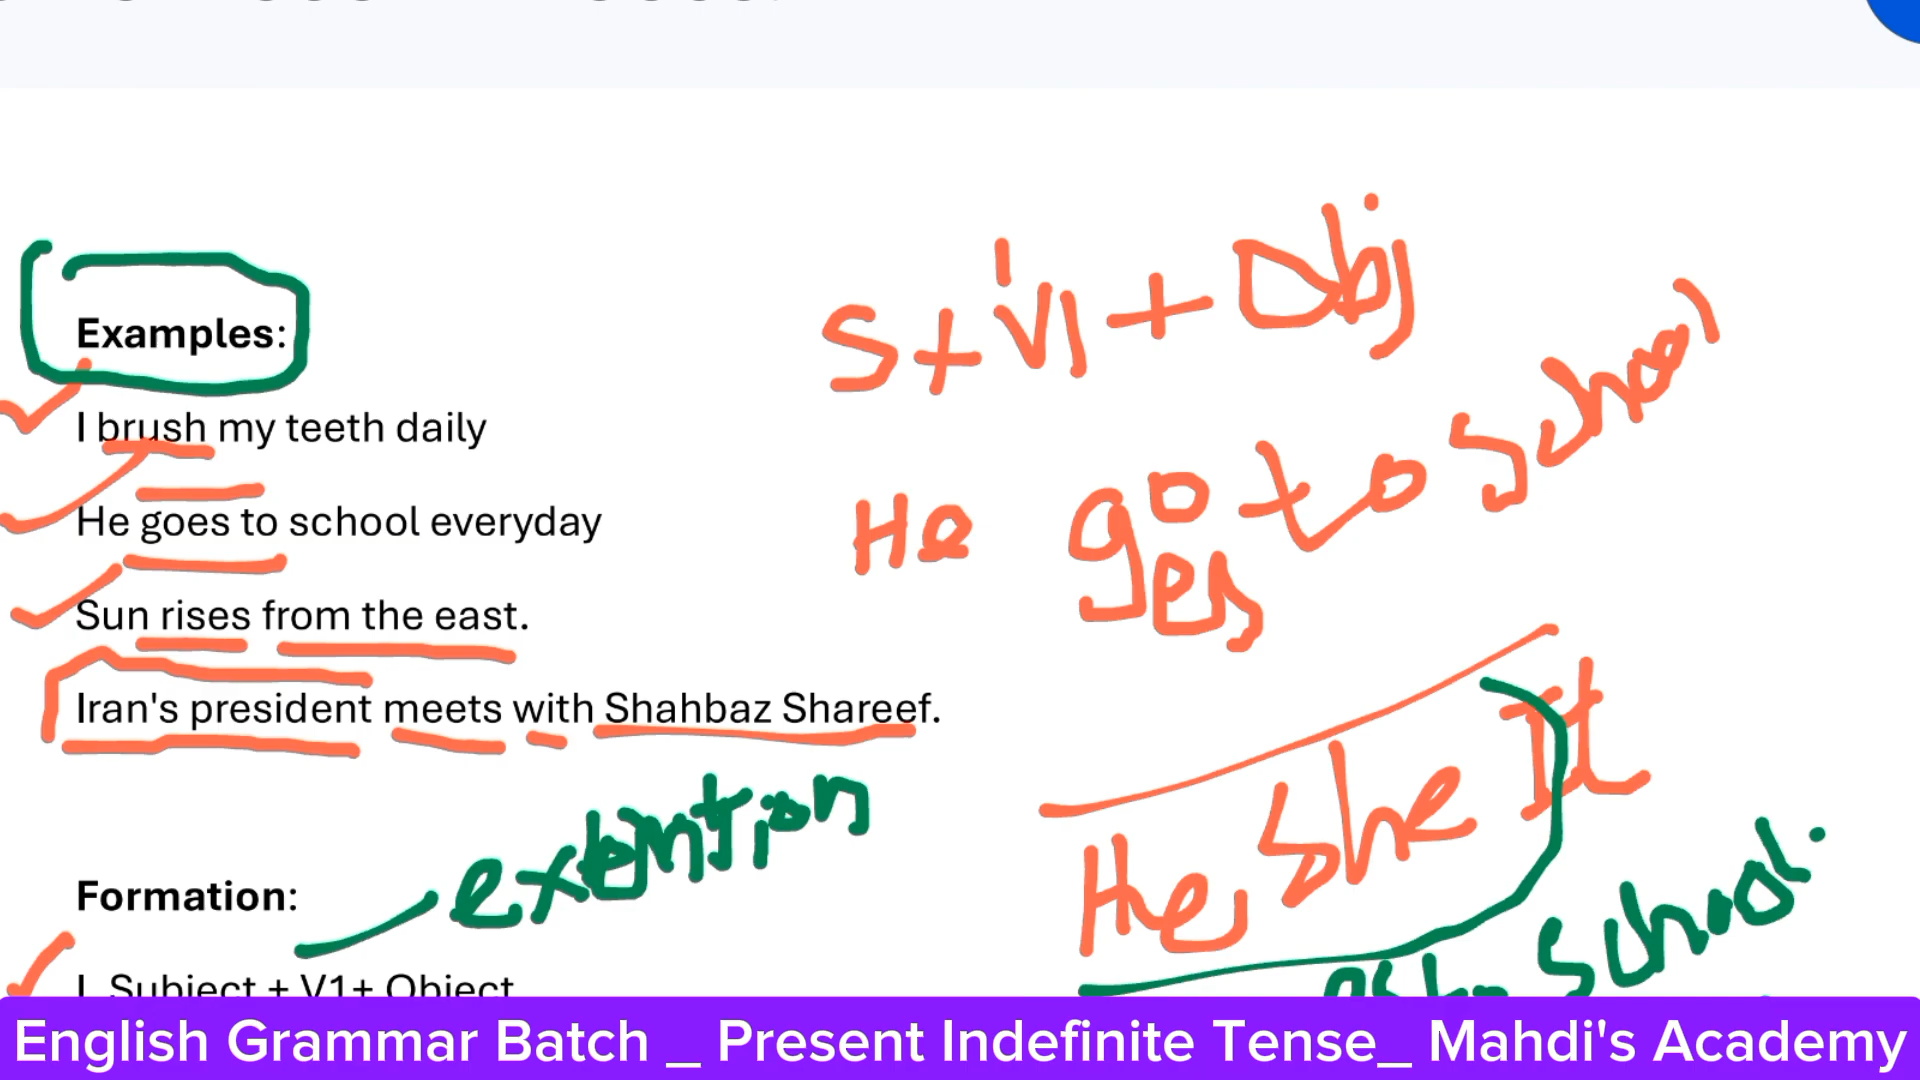 Examples:
I brush my teeth daily
He goes to school everyday
Sun rises from the east.
Iran's president meets with Shahbaz Shareef.
Formation:
I. Subject + V1+ Object
S + V1 + Obj
He go to school
es
He, She It
extention
School.
English Grammar Batch _ Present Indefinite Tense_ Mahdi's Academy